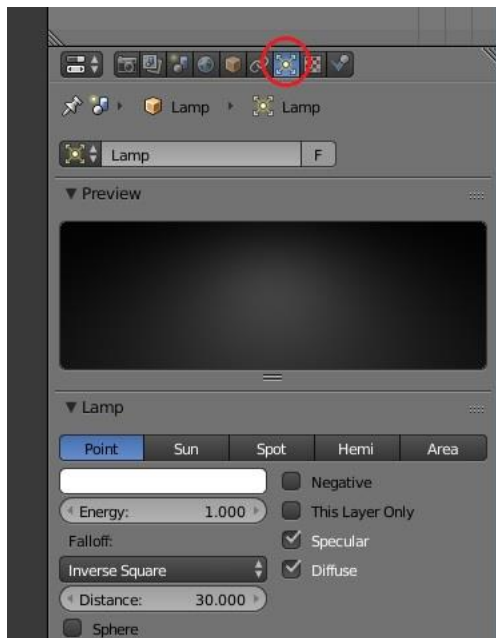 Lamp Lamp
Lamp F
Preview
Lamp
Point Sun Spot Hemi Area
Negative
Energy: 1.000 This Layer Only
Falloff: Specular
Inverse Square Diffuse
Distance: 30.000
Sphere